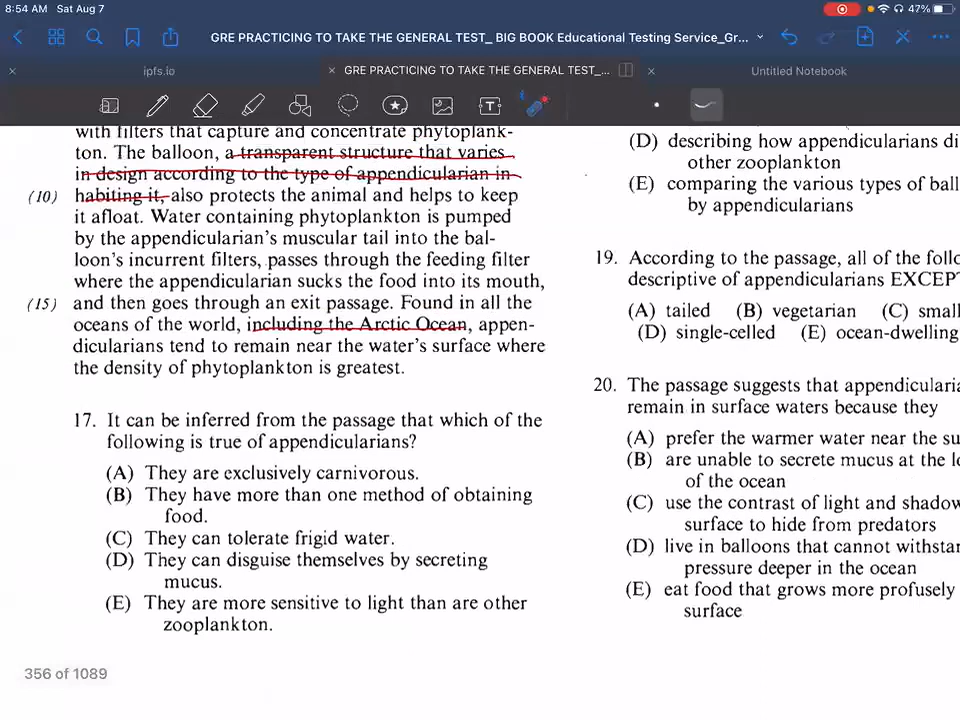 8:54 AM Sat Aug 7
47%
GRE PRACTICING TO TAKE THE GENERAL TEST_ BIG BOOK Educational Testing Service_Gr...
ipfs.io
GRE PRACTICING TO TAKE THE GENERAL TEST_...
Untitled Notebook
with filters that capture and concentrate phytoplank-
ton. The balloon, a transparent structure that varies
in design according to the type of appendicularian in-
(10) habiting it, also protects the animal and helps to keep
it afloat. Water containing phytoplankton is pumped
by the appendicularian's muscular tail into the bal-
loon's incurrent filters, passes through the feeding filter
where the appendicularian sucks the food into its mouth,
(15) and then goes through an exit passage. Found in all the
oceans of the world, including the Arctic Ocean, appen-
dicularians tend to remain near the water's surface where
the density of phytoplankton is greatest.
17. It can be inferred from the passage that which of the
following is true of appendicularians?
(A) They are exclusively carnivorous.
(B) They have more than one method of obtaining
food.
(C) They can tolerate frigid water.
(D) They can disguise themselves by secreting
mucus.
(E) They are more sensitive to light than are other
zooplankton.
356 of 1089
(D) describing how appendicularians di
other zooplankton
(E) comparing the various types of ball
by appendicularians
19. According to the passage, all of the follo
descriptive of appendicularians EXCEPT
(A) tailed (B) vegetarian (C) small
(D) single-celled (E) ocean-dwelling
20. The passage suggests that appendicularia
remain in surface waters because they
(A) prefer the warmer water near the su
(B) are unable to secrete mucus at the lo
of the ocean
(C) use the contrast of light and shadow
surface to hide from predators
(D) live in balloons that cannot withstan
pressure deeper in the ocean
(E) eat food that grows more profusely
surface